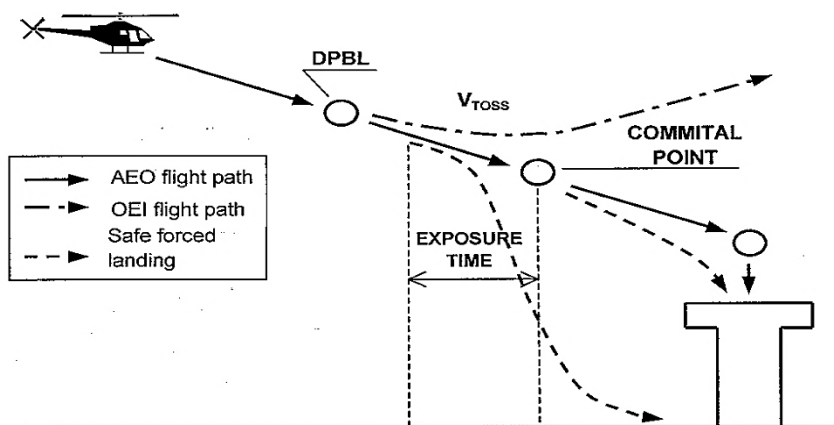 DPBL
VTOSS
COMMITAL
POINT
AEO flight path
OEI flight path
Safe forced
landing
EXPOSURE
TIME